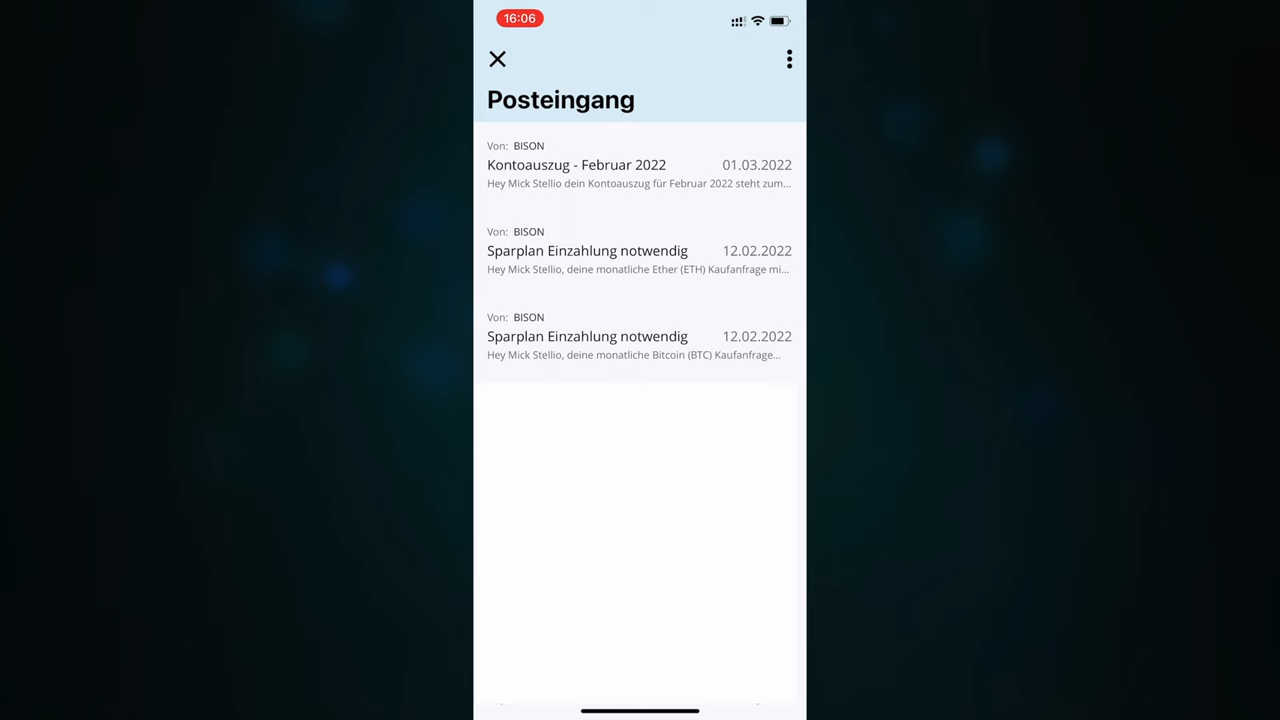 16:06
Posteingang
Von: BISON
Kontoauszug - Februar 2022 01.03.2022
Hey Mick Stellio dein Kontoauszug für Februar 2022 steht zum...
Von: BISON
Sparplan Einzahlung notwendig 12.02.2022
Hey Mick Stellio, deine monatliche Ether (ETH) Kaufanfrage mi...
Von: BISON
Sparplan Einzahlung notwendig 12.02.2022
Hey Mick Stellio, deine monatliche Bitcoin (BTC) Kaufanfrage...